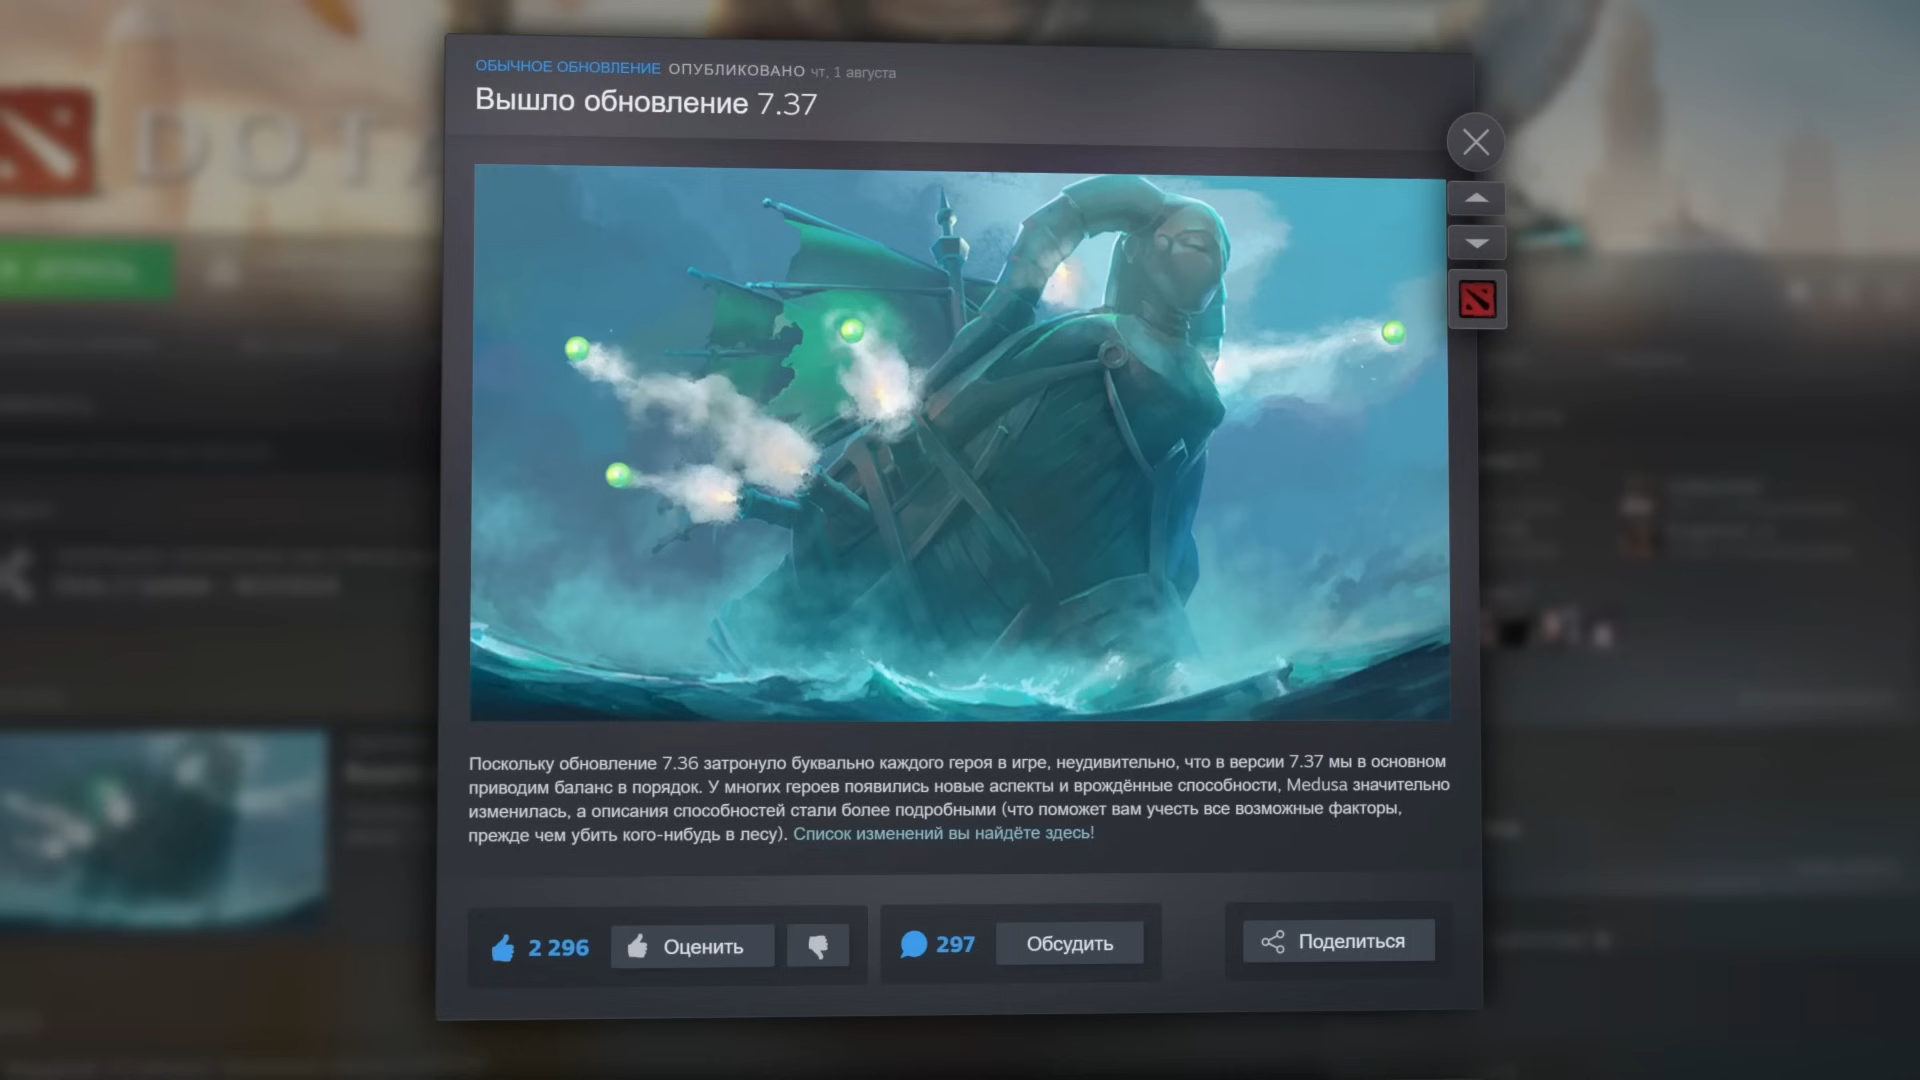 ОБЫЧНОЕ ОБНОВЛЕНИЕ ОПУБЛИКОВАНО чт, 1 августа
Вышло обновление 7.37
DOTA
Поскольку обновление 7.36 затронуло буквально каждого героя в игре, неудивительно, что в версии 7.37 мы в основном
приводим баланс в порядок. У многих героев появились новые аспекты и врождённые способности, Medusa значительно
изменилась, а описания способностей стали более подробными (что поможет вам учесть все возможные факторы,
прежде чем убить кого-нибудь в лесу). Список изменений вы найдёте здесь!
2 296 Оценить 297 Обсудить Поделиться